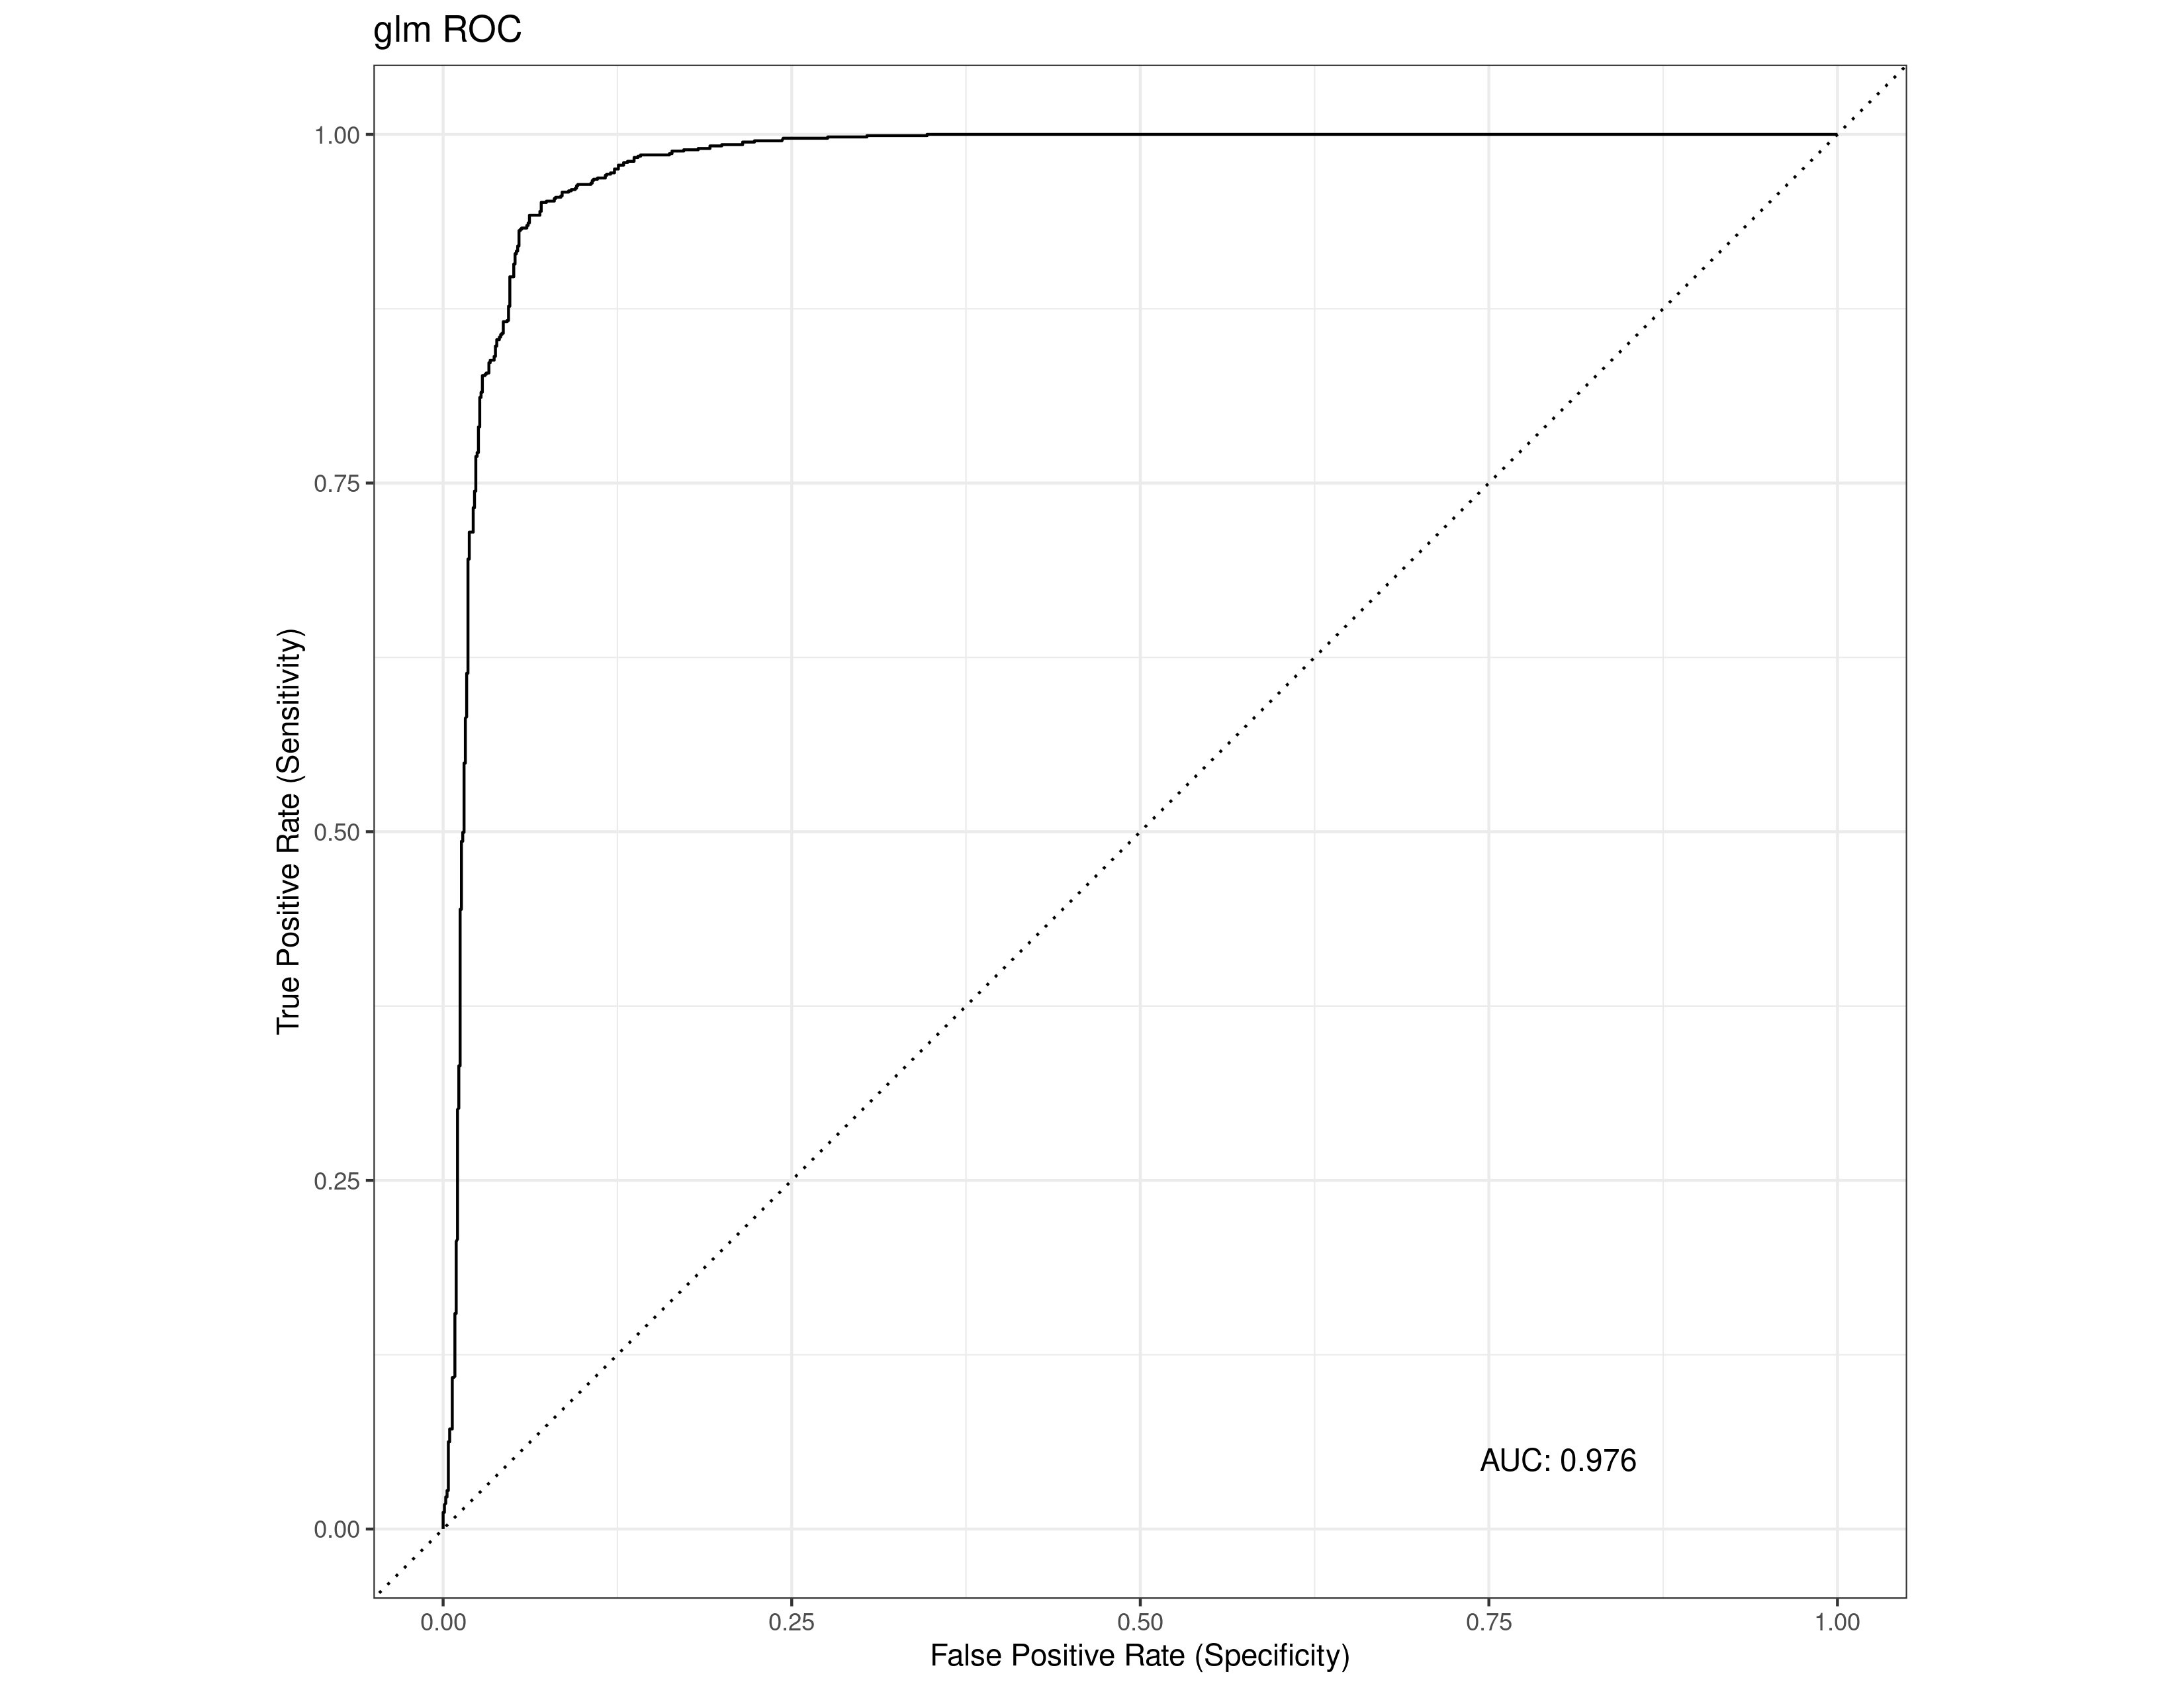 glm ROC
1.00
0.75
0.50
0.25
0.00
True Positive Rate (Sensitivity)
AUC: 0.976
0.00
0.25
0.50
0.75
1.00
False Positive Rate (Specificity)